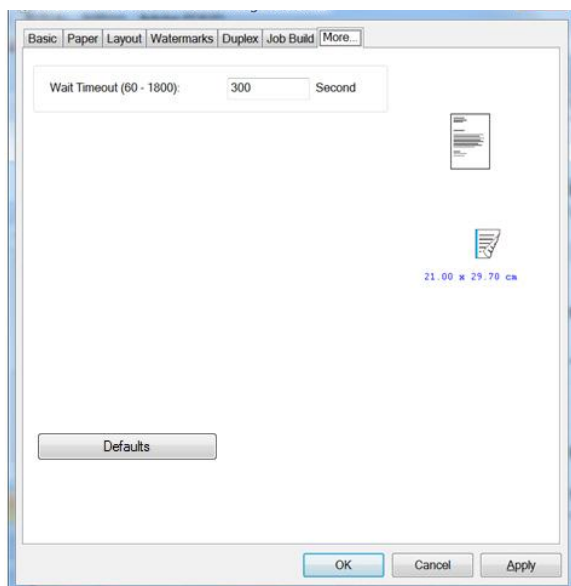 Basic Paper Layout Watermarks Duplex Job Build More...
Wait Timeout (60 - 1800): 300 Second
21.00 x 29.70 cm
Defaults
OK Cancel Apply